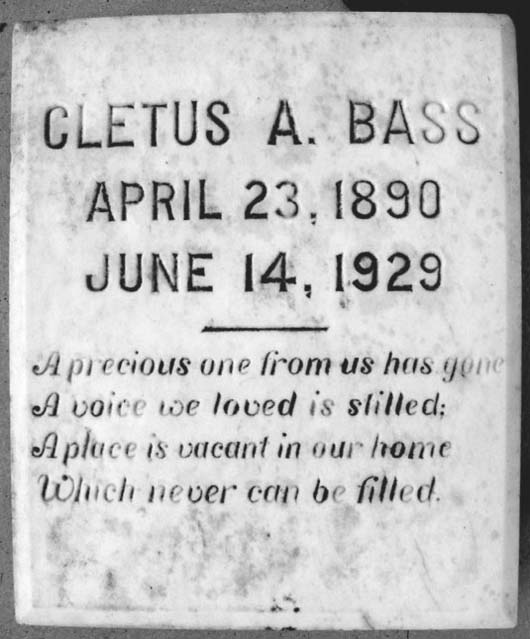 CLETUS A. BASS
APRIL 23, 1890
JUNE 14, 1929
A precious one from us has gone
A voice we loved is stilled;
A place is vacant in our home
Which never can be filled.